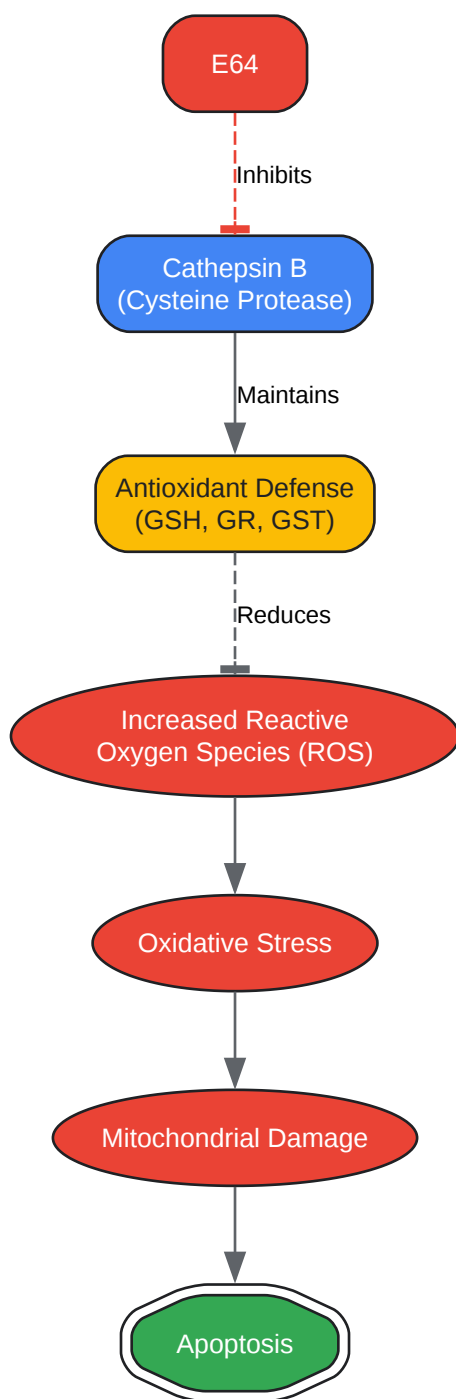 E64
Inhibits
Cathepsin B
(Cysteine Protease)
Maintains
Antioxidant Defense
(GSH, GR, GST)
Reduces
Increased Reactive
Oxygen Species (ROS)
Oxidative Stress
Mitochondrial Damage
Apoptosis